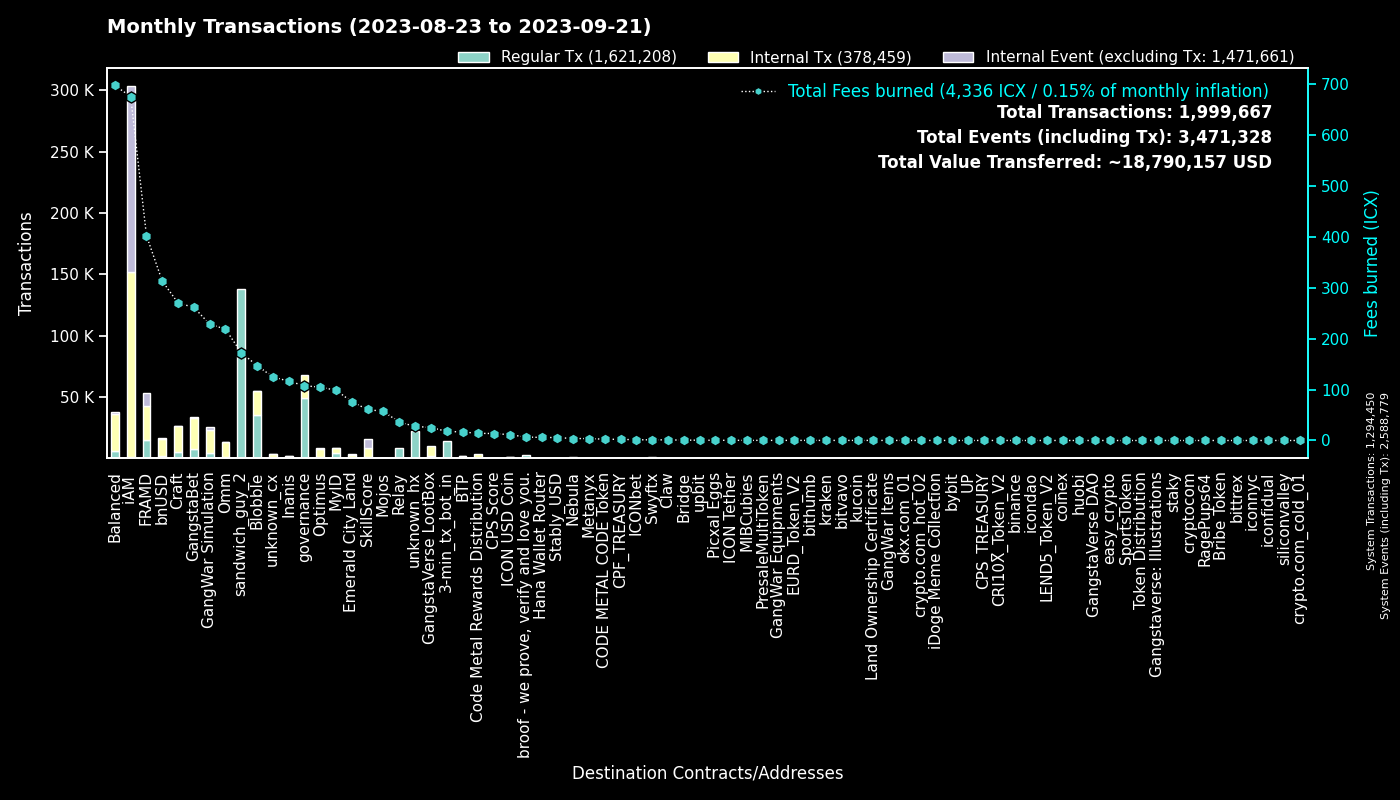 Monthly Transactions (2023-08-23 to 2023-09-21)
Regular Tx (1,621,208)
Internal Tx (378,459)
Internal Event (excluding Tx: 1,471,661)
Total Fees burned (4,336 ICX / 0.15% of monthly inflation)
Total Transactions: 1,999,667
Total Events (including Tx): 3,471,328
Total Value Transferred: ~18,790,157 USD
Transactions
300 K
250 K
200 K
150 K
100 K
50 K
700
600
500
400
300
200
100
0
Fees burned (ICX)
System Transactions: 1,294,450
System Events (including Tx): 2,588,779
Balanced
iAM
FRAMD
bnUSD
Craft
GangstaBet
GangWar Simulation
Omm
sandwich_guy_2
Blobble
unknown_cx
Inanis
governance
Optimus
MyID
Emerald City Land
SkillScore
Mojos
Relay
unknown_hx
GangstaVerse LootBox
3-min_tx_bot_in
BTP
Code Metal Rewards Distribution
CPS_Score
ICON USD Coin
broof - we prove, verify and love you.
Hana Wallet Router
Stably_USD
Nebula
Metanyx
CODE METAL CODE Token
CPF_TREASURY
ICONbet
Swyftx
Claw
Bridge
upbit
Picxal Eggs
ICON Tether
MIBCubies
PresaleMultiToken
GangWar Equipments
EURD_Token_V2
bithumb
kraken
bitvavo
kucoin
Land Ownership Certificate
GangWar Items
okx.com_01
crypto.com_hot_02
iDoge Meme Collection
bybit
UP
CPS_TREASURY
CRI10X_Token_V2
binance
icondao
LEND5_Token_V2
coinex
huobi
GangstaVerse DAO
easy_crypto
SportsToken
Token Distribution
Gangstaverse: Illustrations
staky
cryptocom
RagePups64
Bribe Token
bittrex
iconnyc
iconfidual
siliconvalley
crypto.com_cold_01
Destination Contracts/Addresses